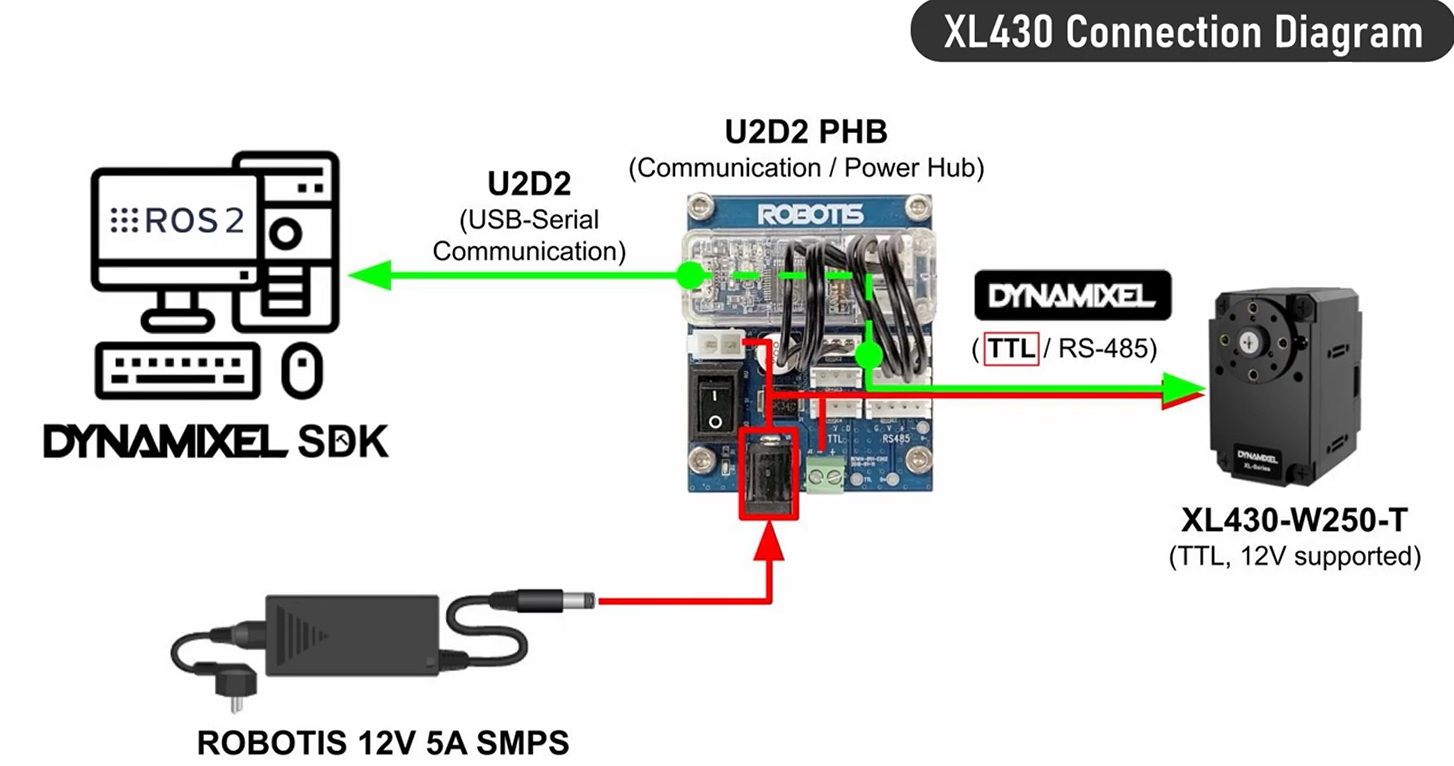 XL430 Connection Diagram
U2D2 PHB
(Communication / Power Hub)
U2D2
(USB-Serial
Communication)
ROS 2
ROBOTIS
DYNAMIXEL
( TTL / RS-485)
DYNAMIXEL SDK
I
O
V D
TTL
G V + -
RS485
TTL
DYNAMIXEL
XL-Series
XL430-W250-T
(TTL, 12V supported)
ROBOTIS 12V 5A SMPS